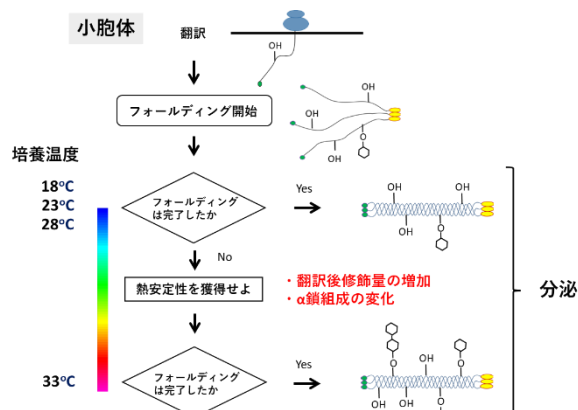 小胞体
翻訳
OH
フォールディング開始
OH
OH
OH
O
培養温度
18℃
23℃
28℃
フォールディング
は完了したか
Yes
OH
OH
OH
O
No
熱安定性を獲得せよ
・翻訳後修飾量の増加
・α鎖組成の変化
分泌
33℃
フォールディング
は完了したか
Yes
O
OH
O
OH
OH
O